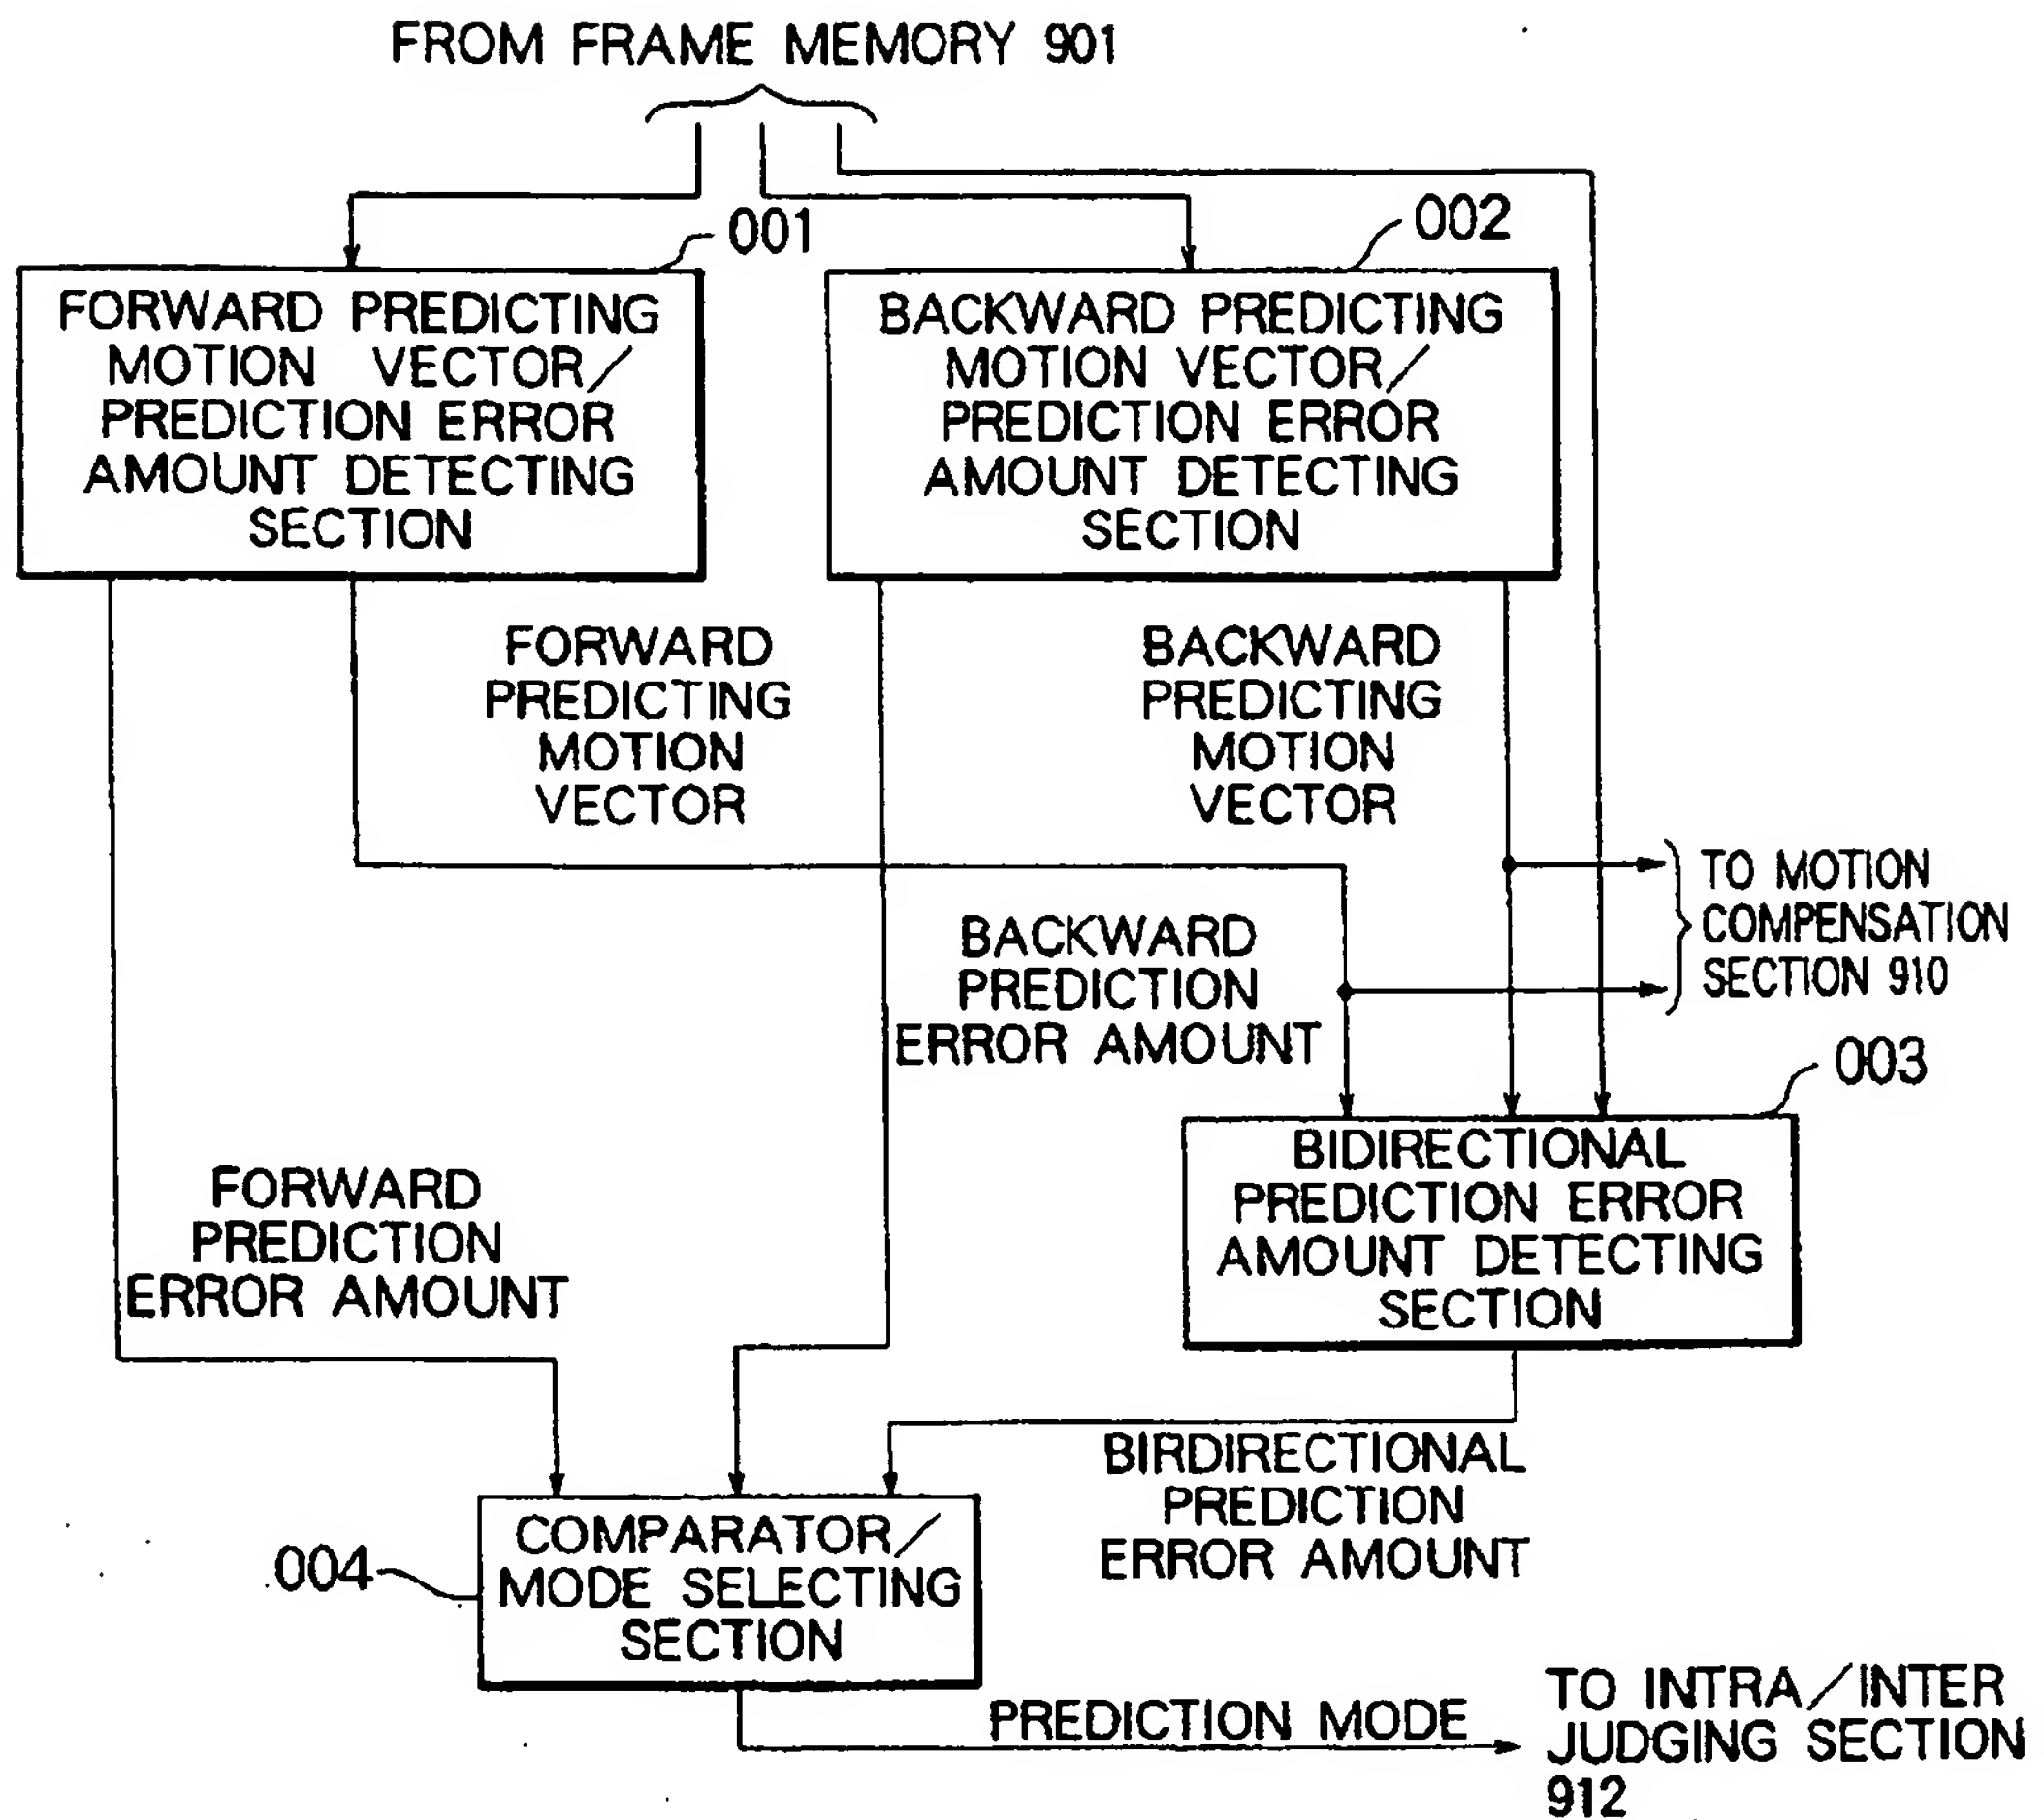 FROM FRAME MEMORY 901
001
002
FORWARD PREDICTING
MOTION VECTOR/
PREDICTION ERROR
AMOUNT DETECTING
SECTION
BACKWARD PREDICTING
MOTION VECTOR/
PREDICTION ERROR
AMOUNT DETECTING
SECTION
FORWARD
PREDICTING
MOTION
VECTOR
BACKWARD
PREDICTING
MOTION
VECTOR
TO MOTION
COMPENSATION
SECTION 910
BACKWARD
PREDICTION
ERROR AMOUNT
003
BIDIRECTIONAL
PREDICTION ERROR
AMOUNT DETECTING
SECTION
FORWARD
PREDICTION
ERROR AMOUNT
BIRDIRECTIONAL
PREDICTION
ERROR AMOUNT
004
COMPARATOR/
MODE SELECTING
SECTION
PREDICTION MODE
TO INTRA/INTER
JUDGING SECTION
912